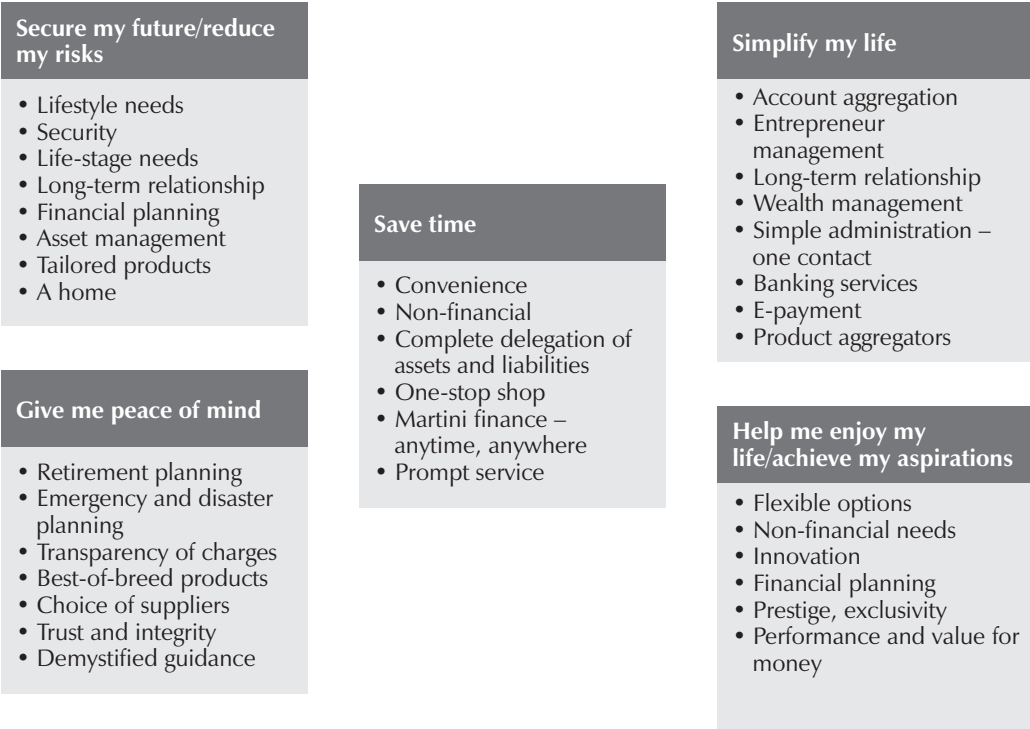 Secure my future/reduce
my risks
• Lifestyle needs
• Security
• Life-stage needs
• Long-term relationship
• Financial planning
• Asset management
• Tailored products
• A home
Give me peace of mind
• Retirement planning
• Emergency and disaster
planning
• Transparency of charges
• Best-of-breed products
• Choice of suppliers
• Trust and integrity
• Demystified guidance
Save time
• Convenience
• Non-financial
• Complete delegation of
assets and liabilities
• One-stop shop
• Martini finance –
anytime, anywhere
• Prompt service
Simplify my life
• Account aggregation
• Entrepreneur
management
• Long-term relationship
• Wealth management
• Simple administration –
one contact
• Banking services
• E-payment
• Product aggregators
Help me enjoy my
life/achieve my aspirations
• Flexible options
• Non-financial needs
• Innovation
• Financial planning
• Prestige, exclusivity
• Performance and value for
money